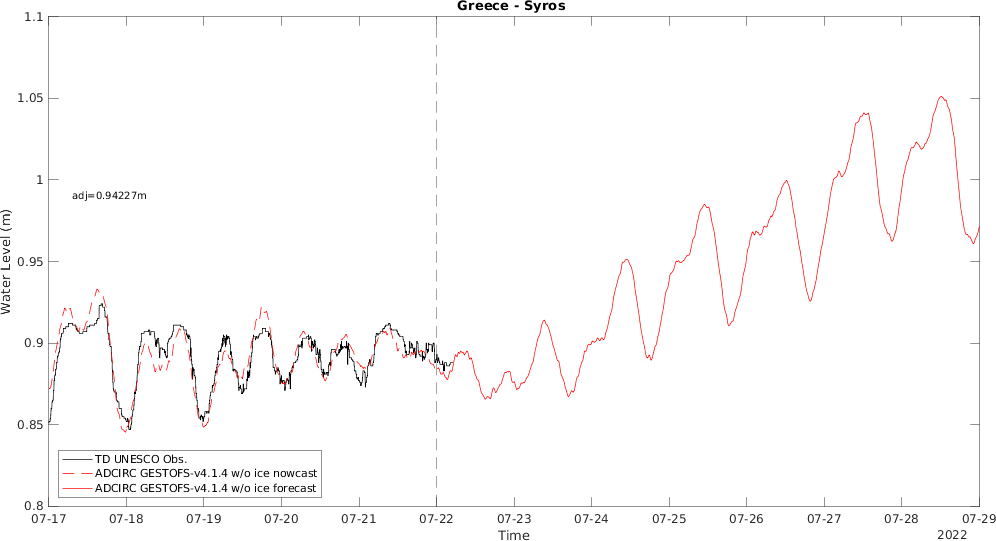 Greece - Syros
1.1
1.05
1
0.95
0.9
0.85
0.8
Water Level (m)
adj=0.94227m
TD UNESCO Obs.
ADCIRC GESTOFS-v4.1.4 w/o ice nowcast
ADCIRC GESTOFS-v4.1.4 w/o ice forecast
07-17 07-18 07-19 07-20 07-21 07-22 07-23 07-24 07-25 07-26 07-27 07-28 07-29
Time
2022